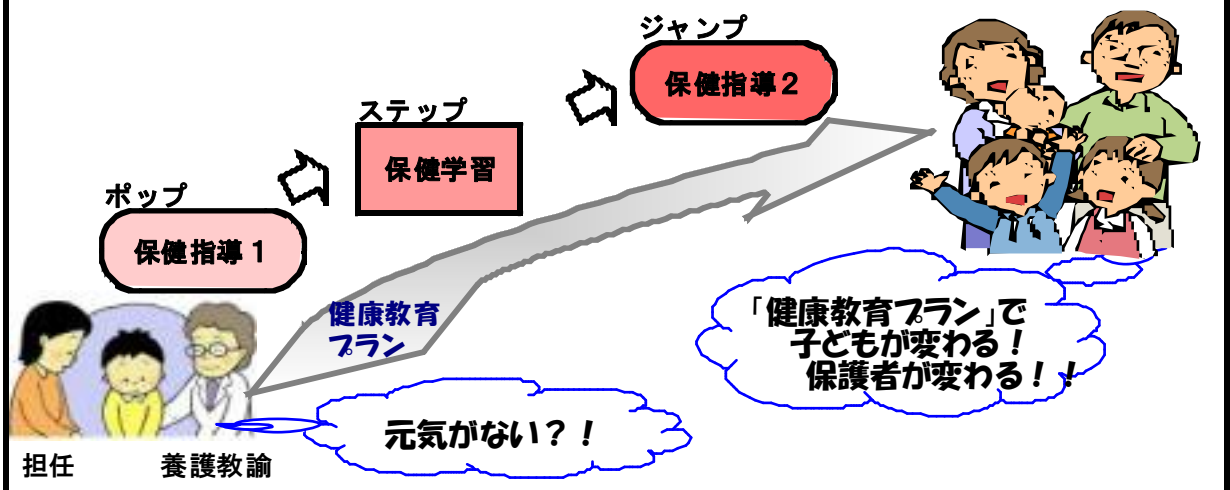 ジャンプ
保健指導２
ステップ
保健学習
ポップ
保健指導１
健康教育
プラン
「健康教育プラン」で
子どもが変わる！
保護者が変わる！！
元気がない？！
担任
養護教諭